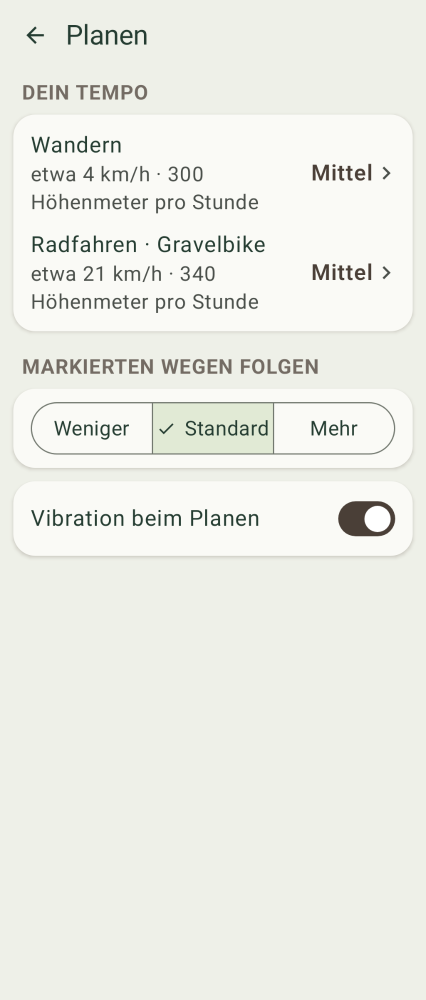 Planen
DEIN TEMPO
Wandern
etwa 4 km/h · 300
Höhenmeter pro Stunde
Mittel
Radfahren · Gravelbike
etwa 21 km/h · 340
Höhenmeter pro Stunde
Mittel
MARKIERTEN WEGEN FOLGEN
Weniger
Standard
Mehr
Vibration beim Planen